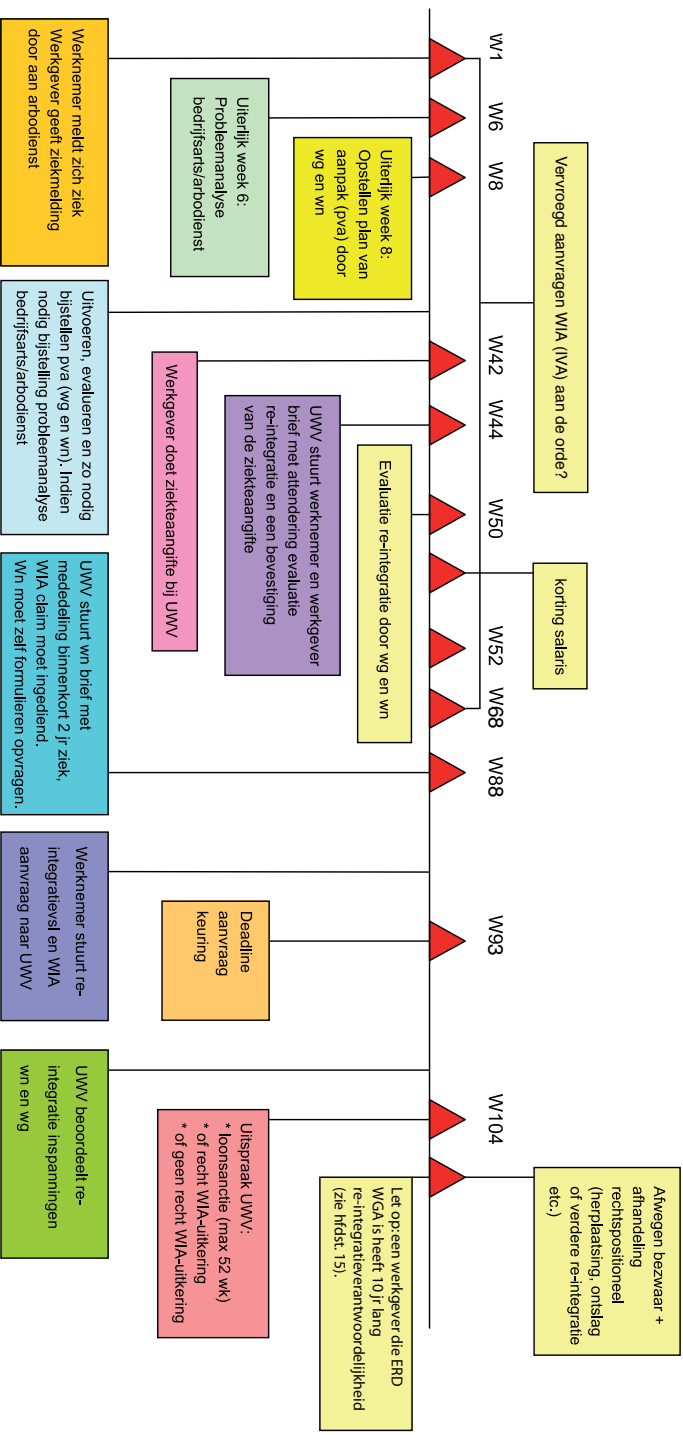 Vervroegd aanvragen WIA (IVA) aan de orde?
korting salaris
Afwegen bezwaar +
afhandeling
rechtspositioneel
(herplaatsing, ontslag
of verdere re-integratie
etc.)
W1
W6
W8
W42
W44
W50
W52
W68
W88
W93
W104
Uiterlijk week 8:
Opstellen plan van
aanpak (pva) door
wg en wn
Evaluatie re-integratie door wg en wn
Let op:een werkgever die ERD
WGA is heeft 10 jr lang
re-integratieverantwoordelijkheid
(zie hfdst. 15).
Uiterlijk week 6:
Probleemanalyse
bedrijfsarts/arbodienst
UWV stuurt werknemer en werkgever
brief met attendering evaluatie
re-integratie en een bevestiging
van de ziekteaangifte
Werkgever doet ziekteaangifte bij UWV
Deadline
aanvraag
keuring
Uitspraak UWV:
* loonsanctie (max 52 wk)
* of recht WIA-uitkering
* of geen recht WIA-uitkering
Werknemer meldt zich ziek
Werkgever geeft ziekmelding
door aan arbodienst
Uitvoeren, evalueren en zo nodig
bijstellen pva (wg en wn). Indien
nodig bijstelling probleemanalyse
bedrijfsarts/arbodienst
UWV stuurt wn brief met
mededeling binnenkort 2 jr ziek,
WIA claim moet ingediend.
Wn moet zelf formulieren opvragen.
Werknemer stuurt re-
integratievsl en WIA
aanvraag naar UWV
UWV beoordeelt re-
integratie inspanningen
wn en wg